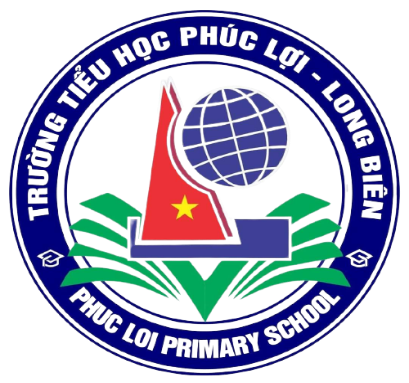 TRƯỜNG TIỂU HỌC PHÚC LỢI - LONG BIÊN
PHUC LOI PRIMARY SCHOOL